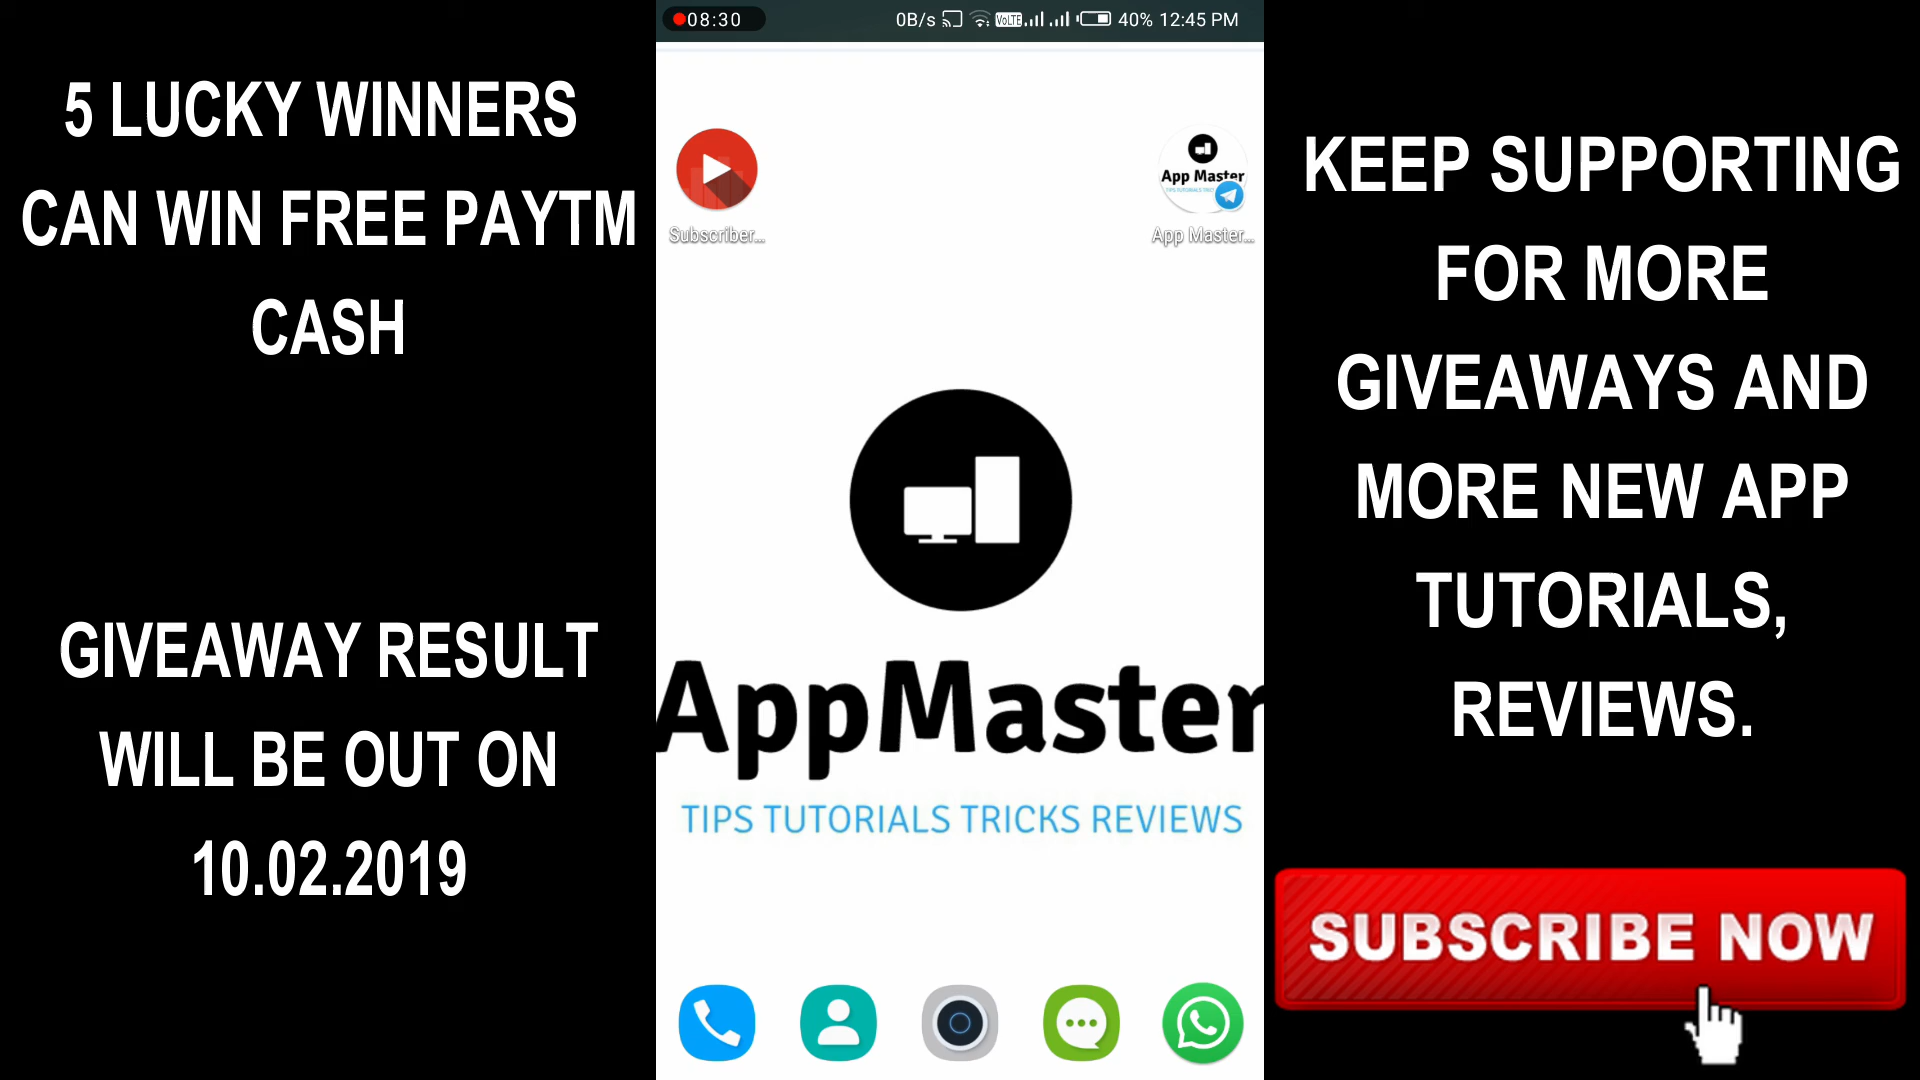 5 LUCKY WINNERS
CAN WIN FREE PAYTM
CASH
GIVEAWAY RESULT
WILL BE OUT ON
10.02.2019
08:30
0B/s VoLTE 40% 12:45 PM
Subscriber...
App Master
App Master...
AppMaster
TIPS TUTORIALS TRICKS REVIEWS
KEEP SUPPORTING
FOR MORE
GIVEAWAYS AND
MORE NEW APP
TUTORIALS,
REVIEWS.
SUBSCRIBE NOW